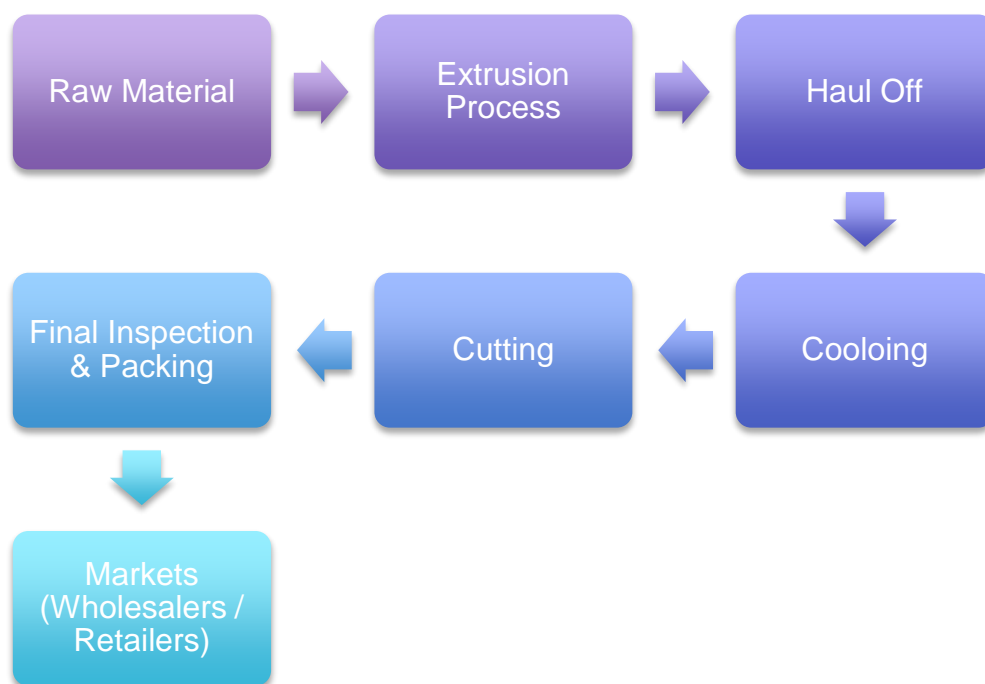 Raw Material
Extrusion
Process
Haul Off
Cooloing
Cutting
Final Inspection
& Packing
Markets
(Wholesalers /
Retailers)